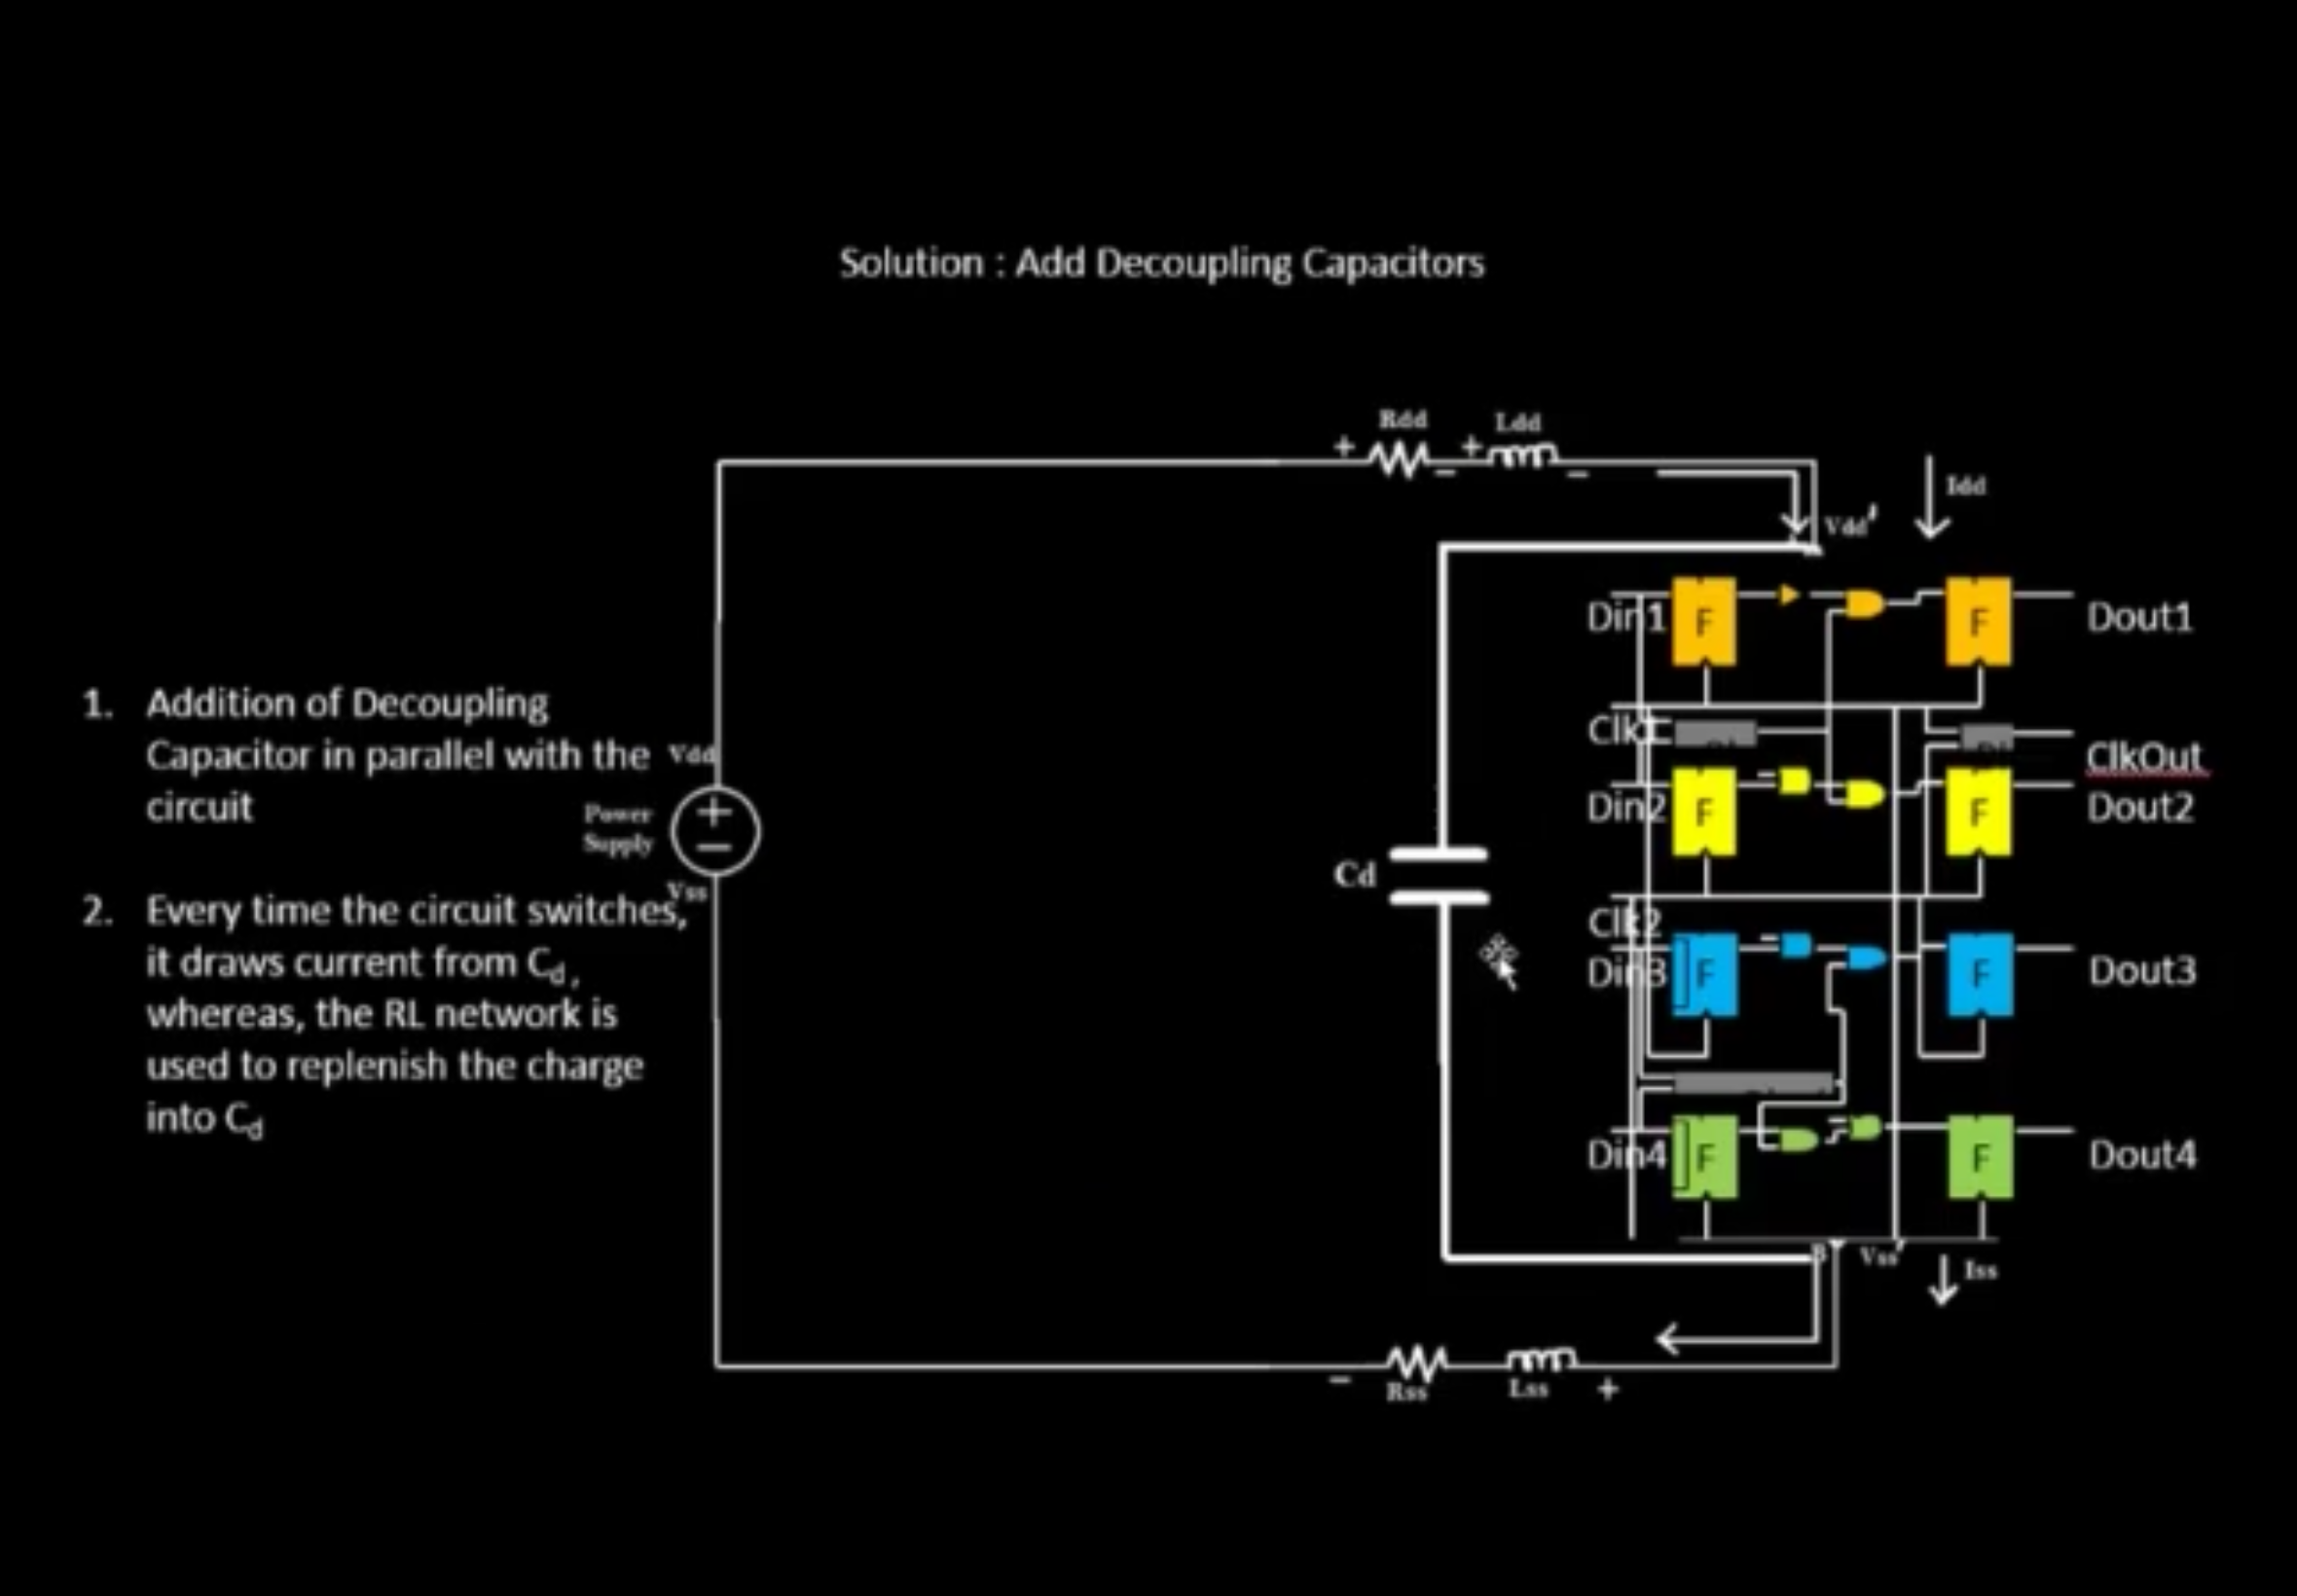 Solution : Add Decoupling Capacitors
Rdd
Ldd
+
+
Idd
Vdd'
Din1
F
F
Dout1
1. Addition of Decoupling
Capacitor in parallel with the
circuit
Vdd
Clk1
ClkOut
Power
Supply
Din2
F
F
Dout2
Cd
Vss
2. Every time the circuit switches,
it draws current from Cd,
whereas, the RL network is
used to replenish the charge
into Cd
Clk2
Din3
F
F
Dout3
Din4
F
F
Dout4
B
Vss'
Iss
Rss
Lss
+